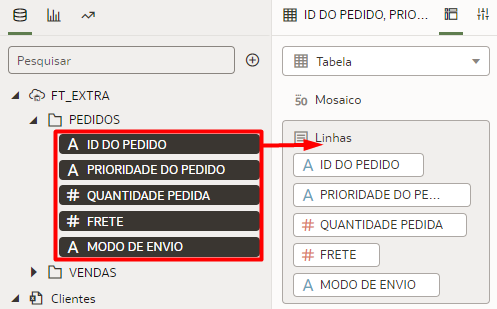 Pesquisar
FT_EXTRA
PEDIDOS
A ID DO PEDIDO
A PRIORIDADE DO PEDIDO
# QUANTIDADE PEDIDA
# FRETE
A MODO DE ENVIO
VENDAS
Clientes
ID DO PEDIDO, PRIO...
Tabela
50 Mosaico
Linhas
A ID DO PEDIDO
A PRIORIDADE DO PE...
# QUANTIDADE PEDIDA
# FRETE
A MODO DE ENVIO